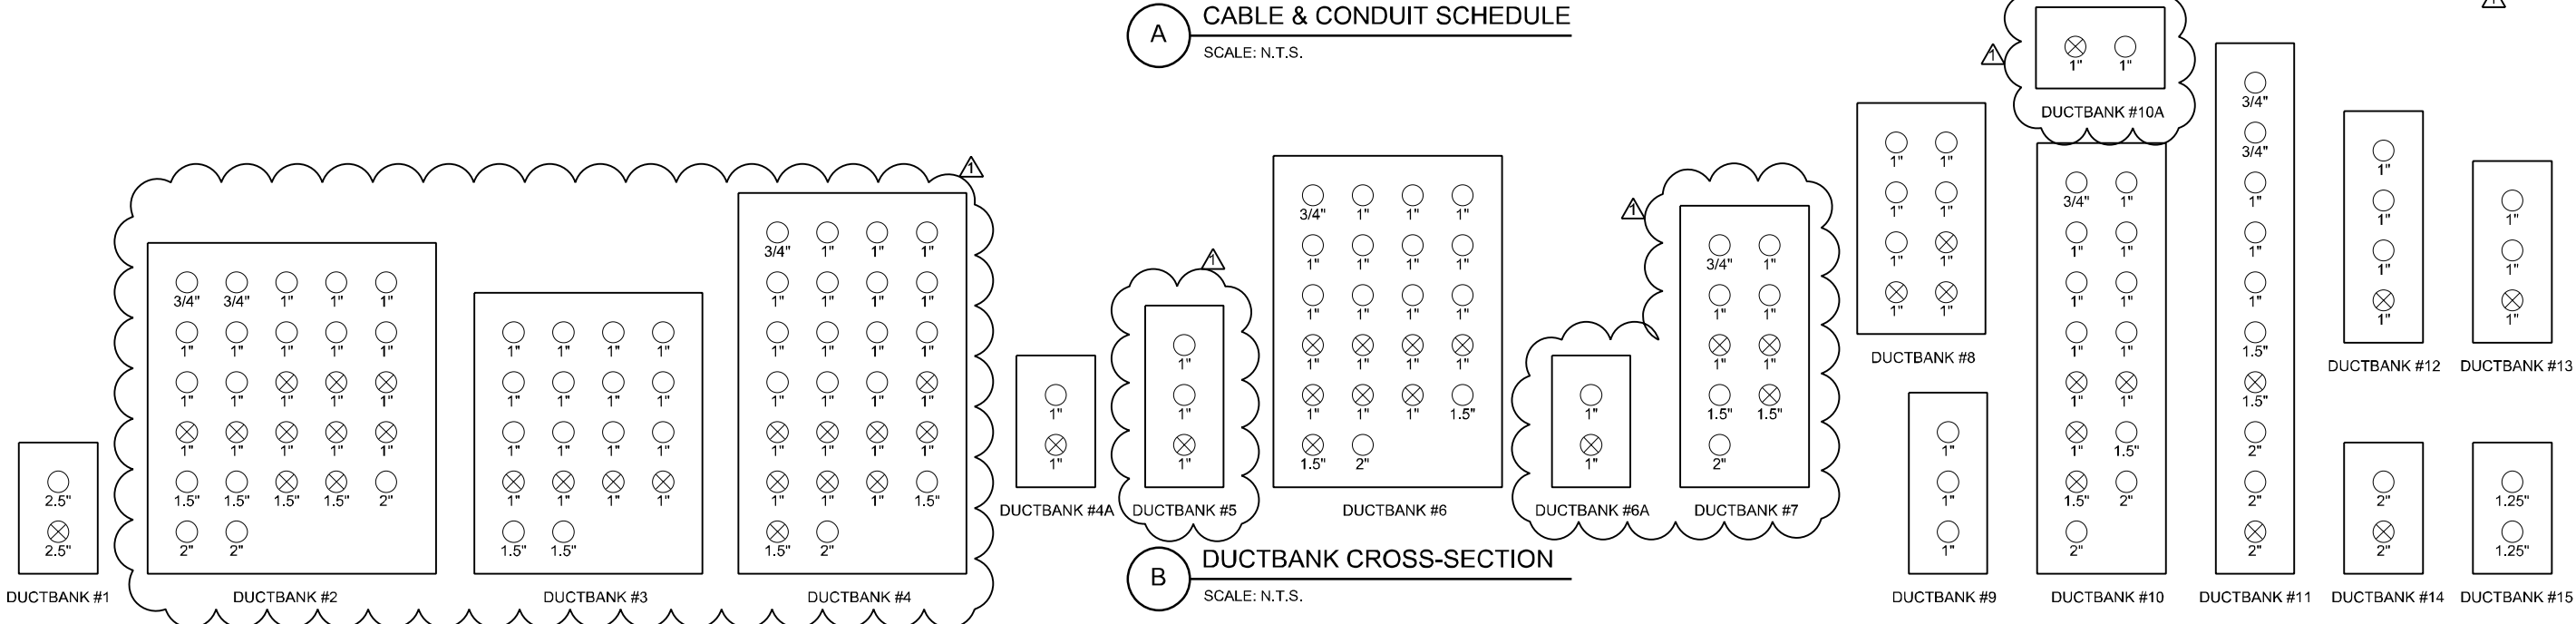 A
CABLE & CONDUIT SCHEDULE
SCALE: N.T.S.
2.5"
2.5"
DUCTBANK #1
1
3/4" 3/4" 1" 1" 1"
1" 1" 1" 1" 1"
1" 1" 1" 1" 1"
1" 1" 1" 1" 1"
1.5" 1.5" 1.5" 1.5" 2"
2" 2"
DUCTBANK #2
1" 1" 1" 1"
1" 1" 1" 1"
1" 1" 1" 1"
1" 1" 1" 1"
1.5" 1.5"
DUCTBANK #3
3/4" 1" 1" 1"
1" 1" 1" 1"
1" 1" 1" 1"
1" 1" 1" 1"
1" 1" 1" 1"
1" 1" 1" 1.5"
1.5" 2"
DUCTBANK #4
1"
1"
DUCTBANK #4A
1
1"
1"
1"
DUCTBANK #5
3/4" 1" 1" 1"
1" 1" 1" 1"
1" 1" 1" 1"
1" 1" 1" 1"
1" 1" 1" 1.5"
1.5" 2"
DUCTBANK #6
1"
1"
DUCTBANK #6A
1
3/4" 1"
1" 1"
1" 1"
1.5" 1.5"
2"
DUCTBANK #7
1" 1"
1" 1"
1" 1"
1" 1"
DUCTBANK #8
1"
1"
1"
DUCTBANK #9
1
1" 1"
DUCTBANK #10A
3/4" 1"
1" 1"
1" 1"
1" 1"
1" 1"
1" 1.5"
1.5" 2"
2"
DUCTBANK #10
3/4"
3/4"
1"
1"
1"
1.5"
1.5"
2"
2"
2"
DUCTBANK #11
1"
1"
1"
1"
DUCTBANK #12
1"
1"
1"
DUCTBANK #13
2"
2"
DUCTBANK #14
1.25"
1.25"
DUCTBANK #15
B
DUCTBANK CROSS-SECTION
SCALE: N.T.S.